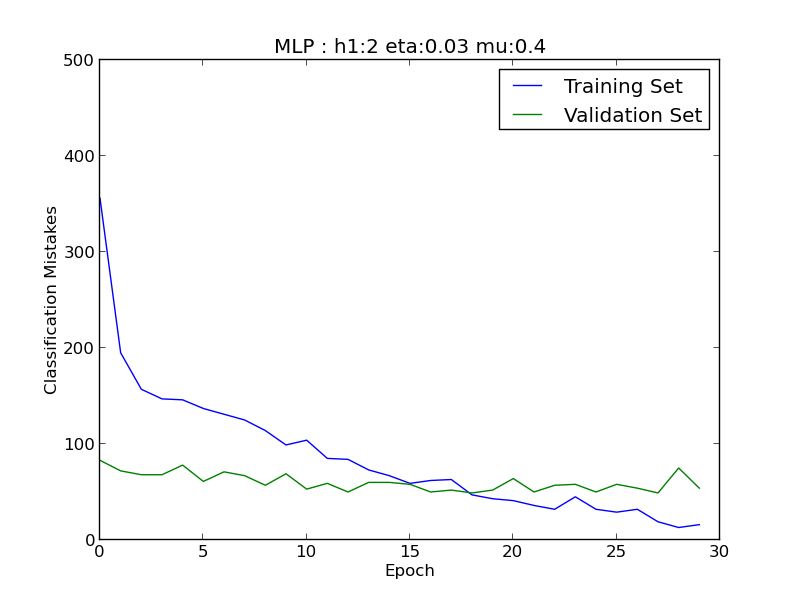 MLP : h1:2 eta:0.03 mu:0.4
500
Training Set
Validation Set
400
300
Classification Mistakes
200
100
0
0 5 10 15 20 25 30
Epoch